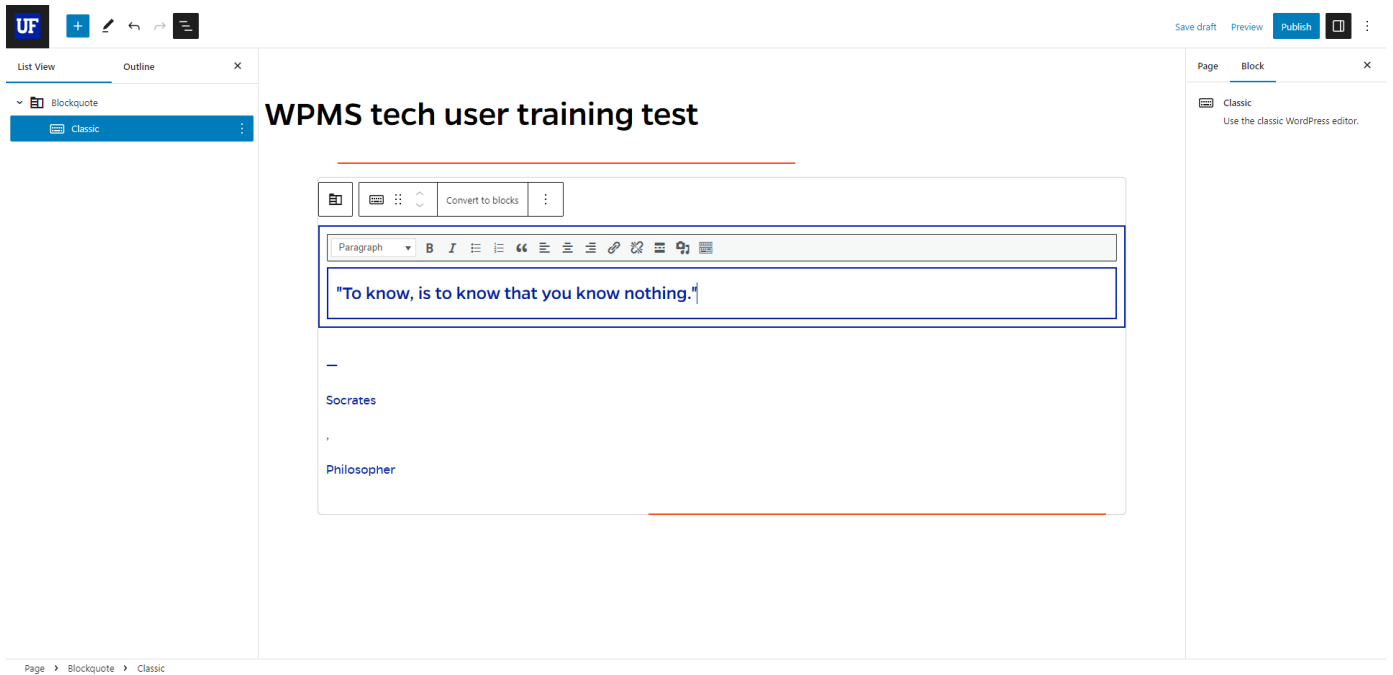 UF
Save draft Preview Publish
List View Outline
Page Block
Blockquote
Classic
Classic
Use the classic WordPress editor.
WPMS tech user training test
Convert to blocks
Paragraph B I
"To know, is to know that you know nothing."
—
Socrates
,
Philosopher
Page > Blockquote > Classic